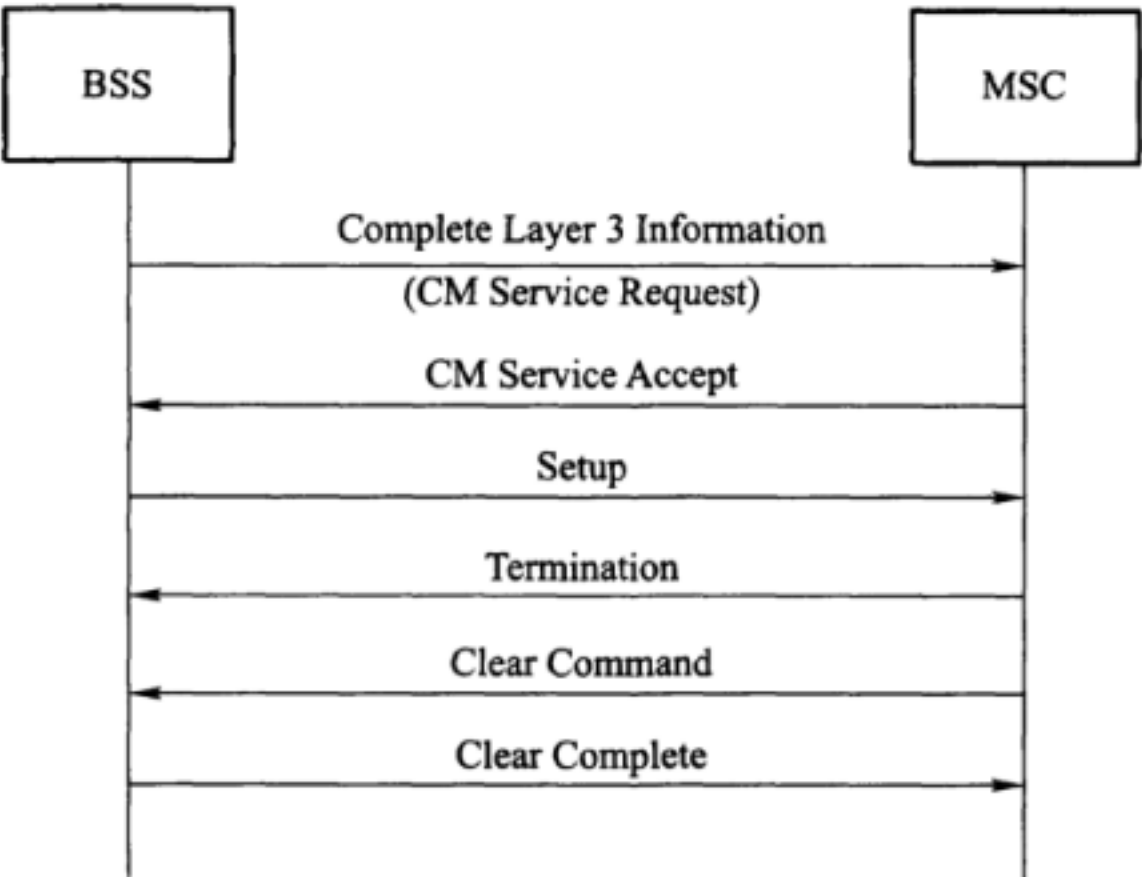 BSS
MSC
Complete Layer 3 Information
(CM Service Request)
CM Service Accept
Setup
Termination
Clear Command
Clear Complete